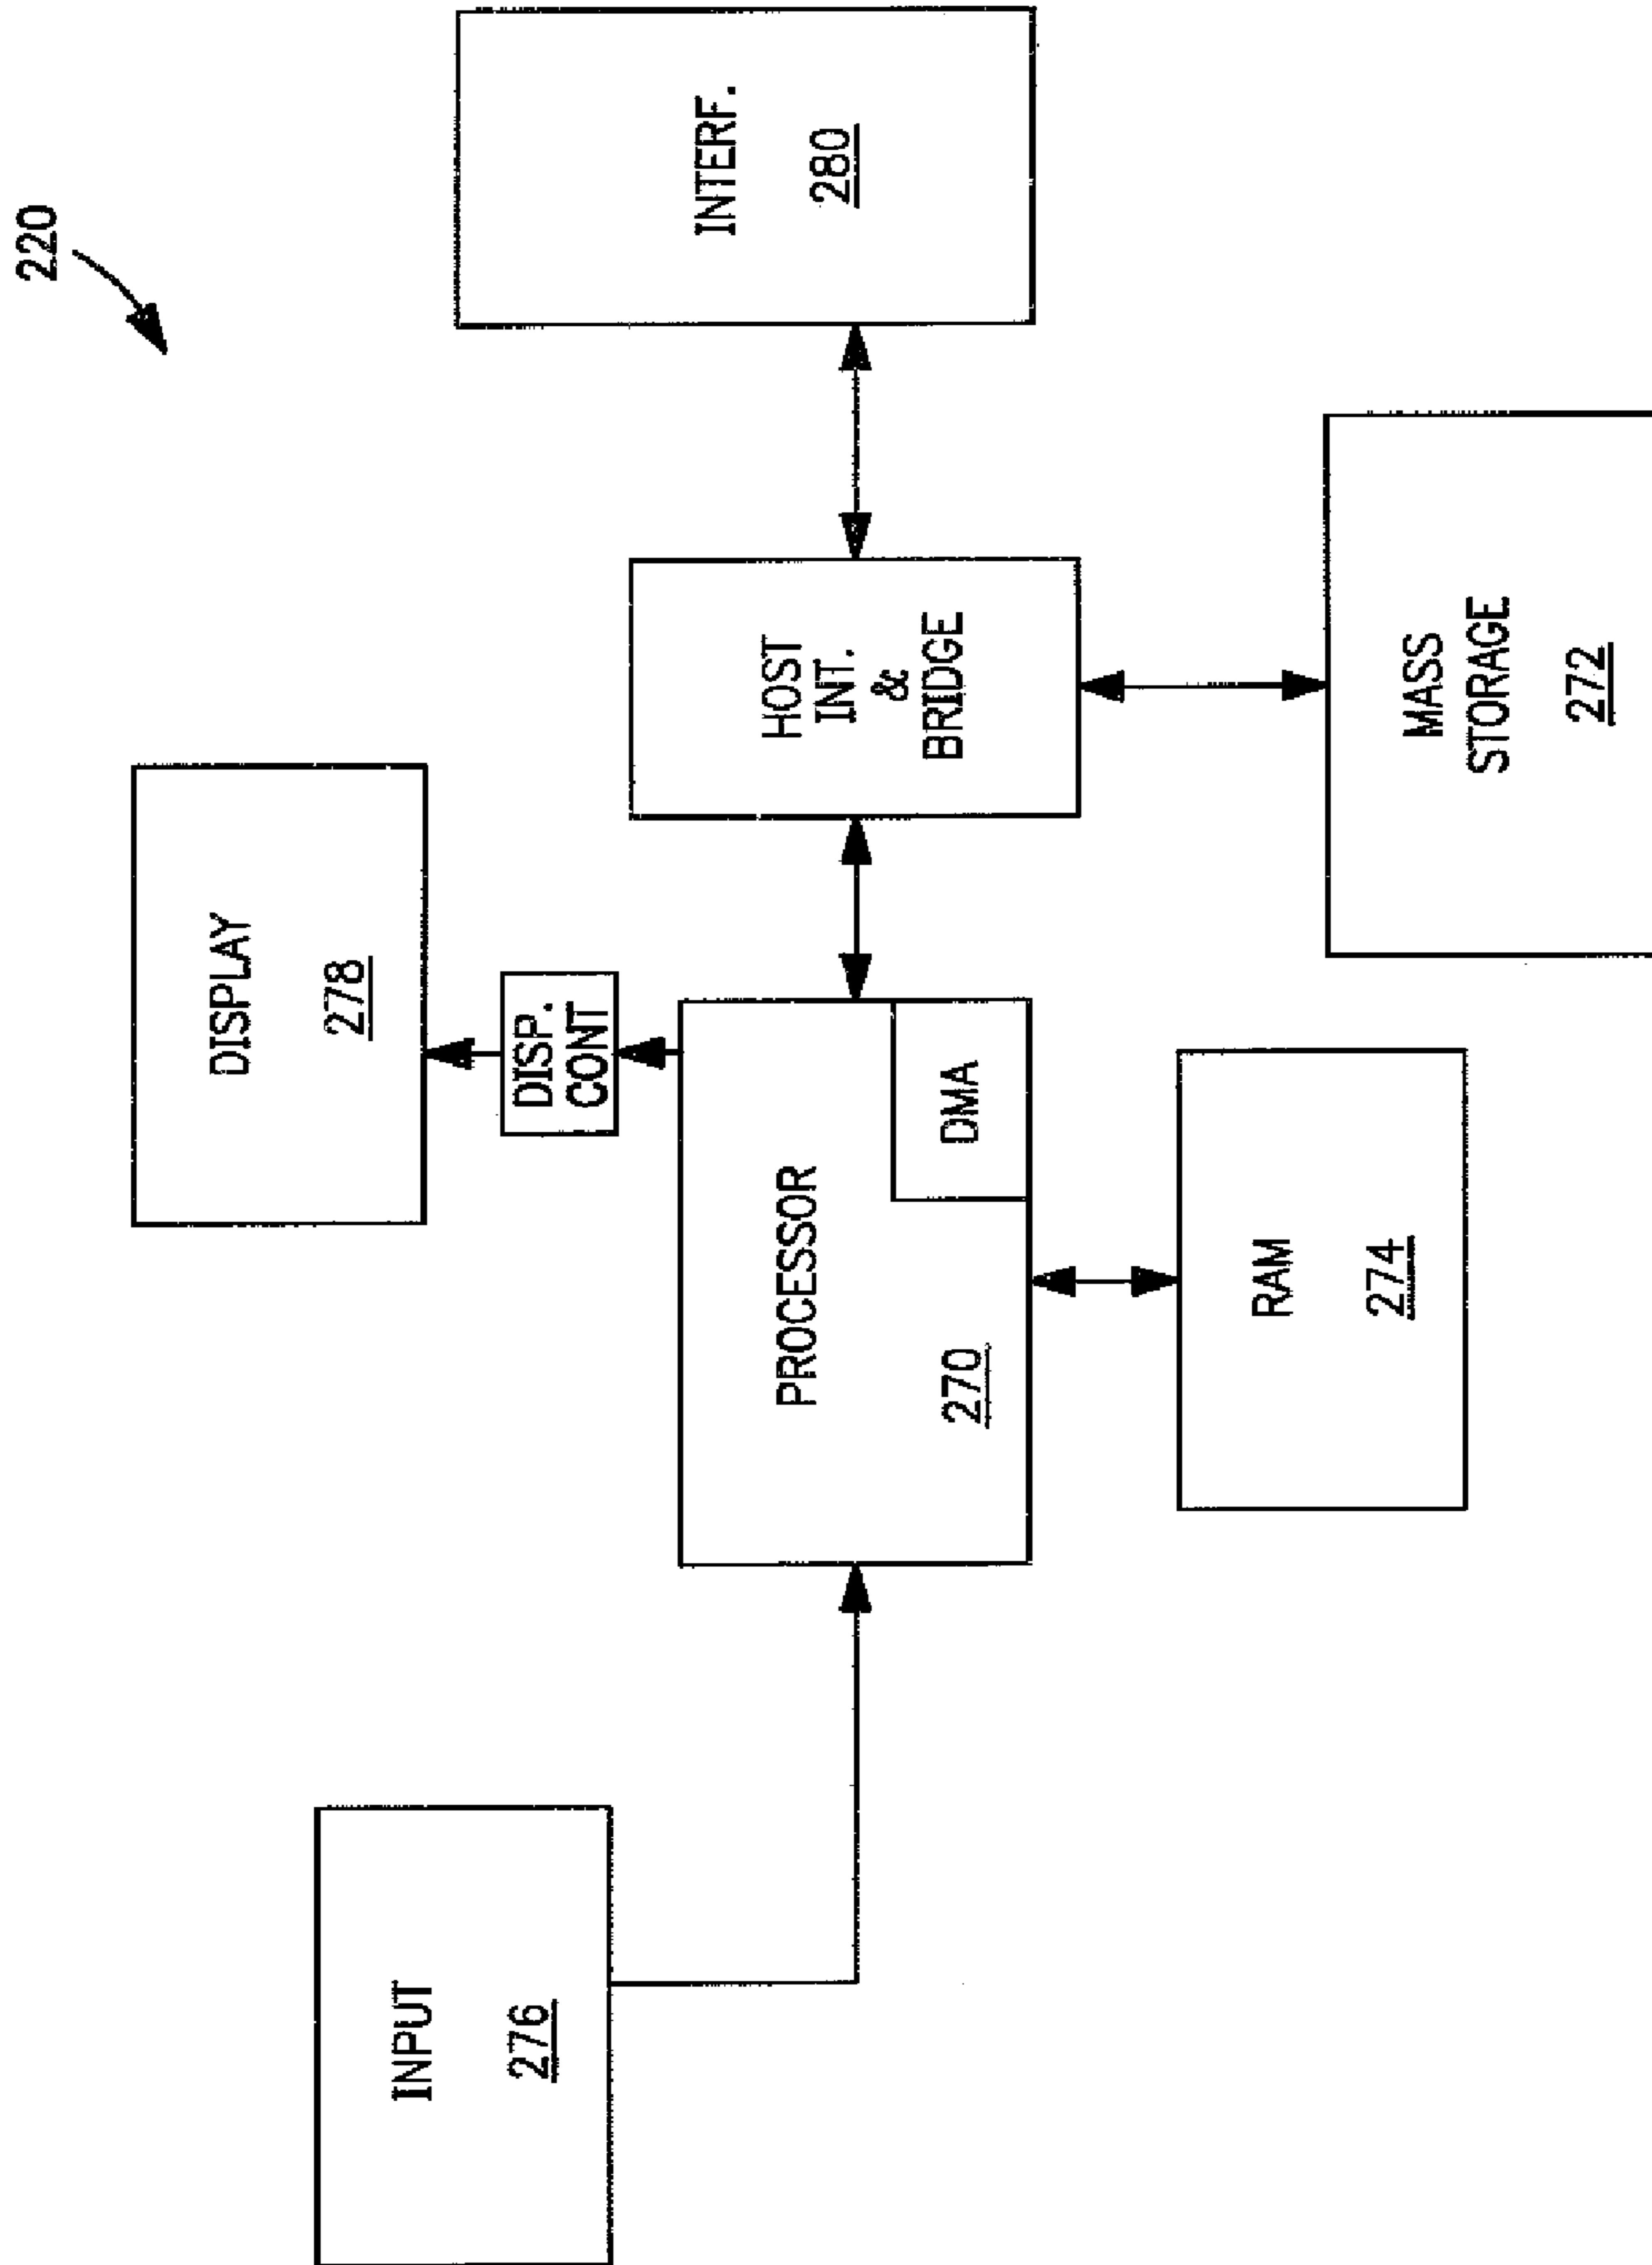 220
INPUT
276
DISPLAY
278
DISP.
CONT
PROCESSOR
270
DMA
RAM
274
HOST
INT.
&
BRIDGE
INTERF.
280
MASS
STORAGE
272